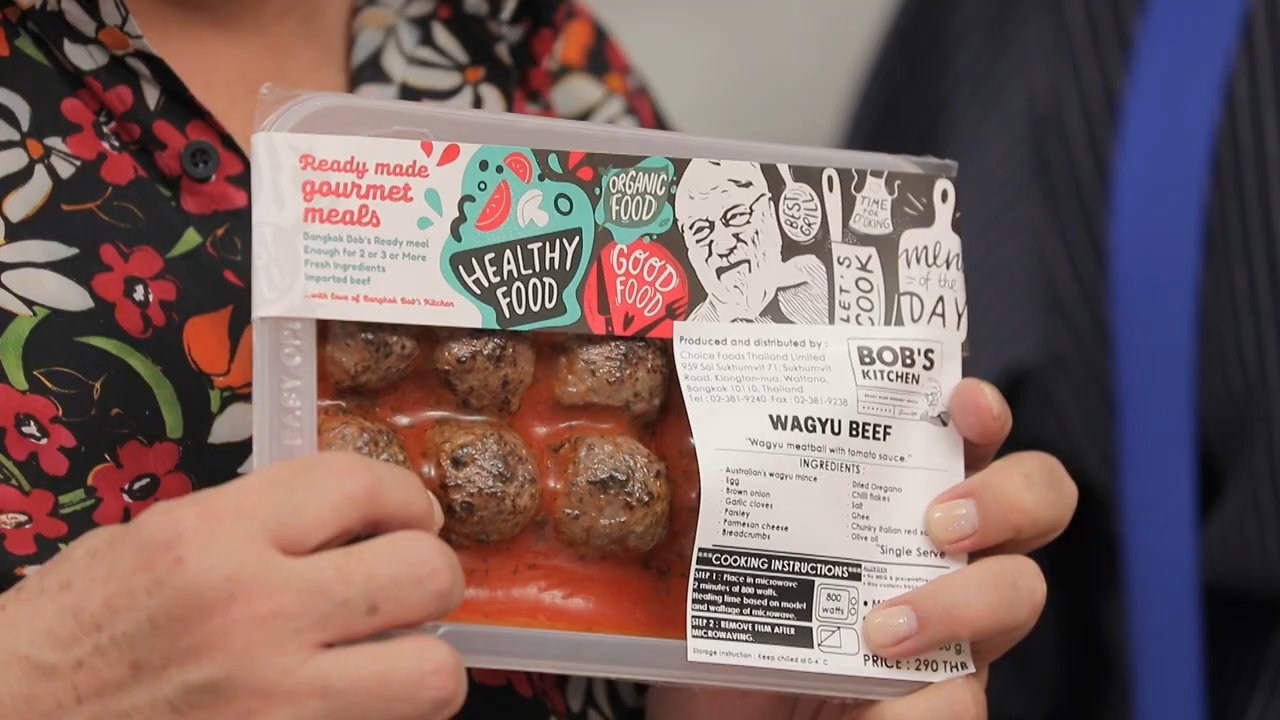 Ready made
gourmet
meals
Bangkok Bob's Ready meal
Enough for 2 or 3 or More
Fresh Ingredients
Imported beef
...with love of Bangkok Bob's Kitchen
HEALTHY
FOOD
ORGANIC
FOOD
GOOD
FOOD
BEST
GRILL
LET'S
COOK
TIME
FOR
COOKING
menu
of the
DAY
EASY OP
Produced and distributed by :
Choice Foods Thailand Limited
959 Soi Sukhumvit 71, Sukhumvit
Road, Klongton-nua, Wattana,
Bangkok 10110, Thailand
Tel : 02-381-9240 Fax : 02-381-9238
BOB'S
KITCHEN
WAGYU BEEF
"Wagyu meatball with tomato sauce."
INGREDIENTS :
· Australian's wagyu mince
· Egg
· Brown onion
· Garlic cloves
· Parsley
· Parmesan cheese
· Breadcrumbs
· Dried Oregano
· Chilli flakes
· Salt
· Ghee
· Chunky Italian red
· Olive oil
"Single Serve
***COOKING INSTRUCTIONS***
STEP 1 : Place in microwave
2 minutes at 800 watts.
Heating time based on model
and wattage of microwave.
800
watts
STEP 2 : REMOVE FILM AFTER
MICROWAVING.
Storage Instruction : Keep chilled at 0-4° C
0 g.
PRICE : 290 THB